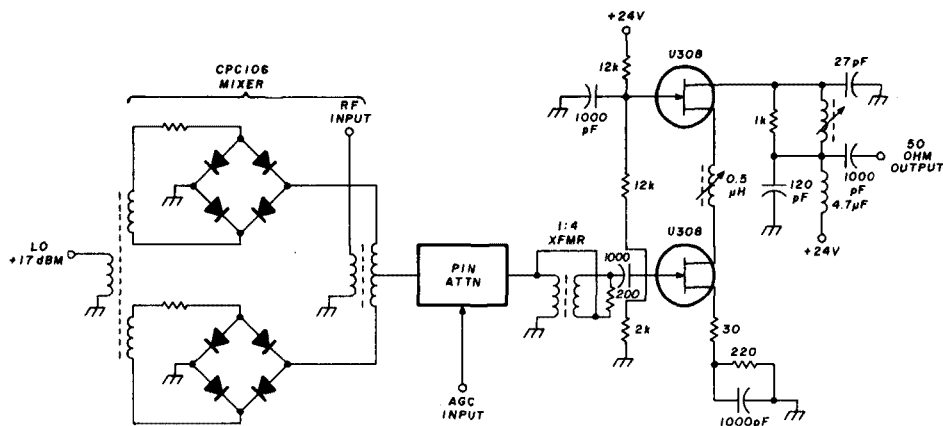 CPC106
MIXER
RF
INPUT
LO
+17 dBM
PIN
ATTN
AGC
INPUT
1:4
XFMR
1000
200
+24V
12k
1000
pF
12k
2k
U308
0.5
μH
U308
30
220
1000pF
27pF
1k
120
pF
1000
pF
4.7μF
+24V
50
OHM
OUTPUT